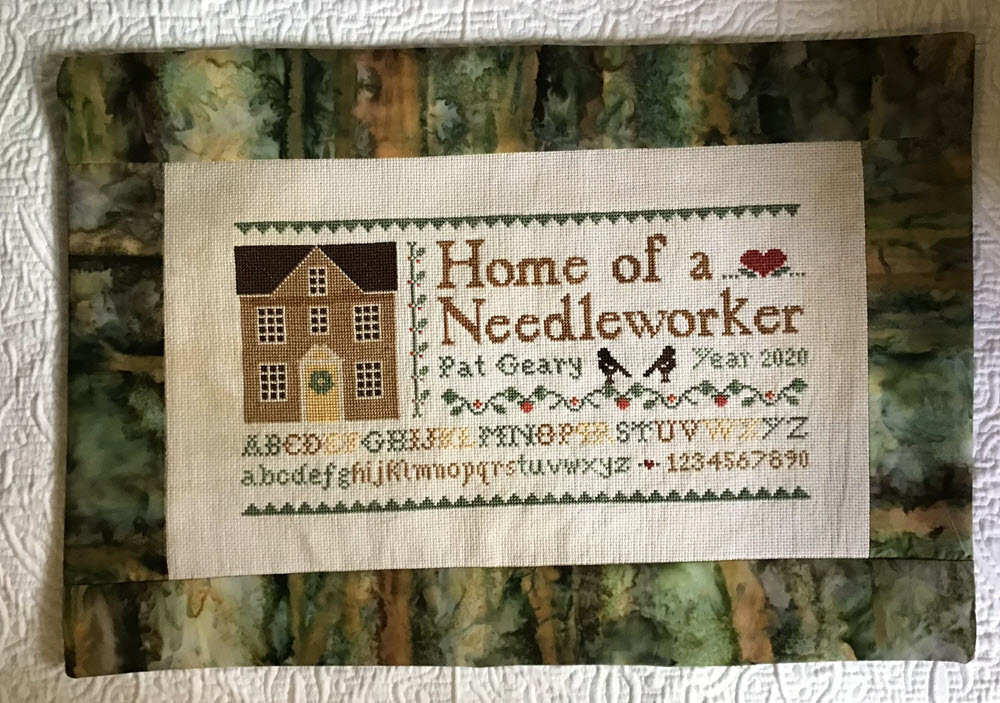 Home of a
Needleworker
Pat Geary Year 2020
ABCDEFGHIJKLMNOPQRSTUVWXYZ
abcdefghijklmnopqrstuvwxyz 1234567890